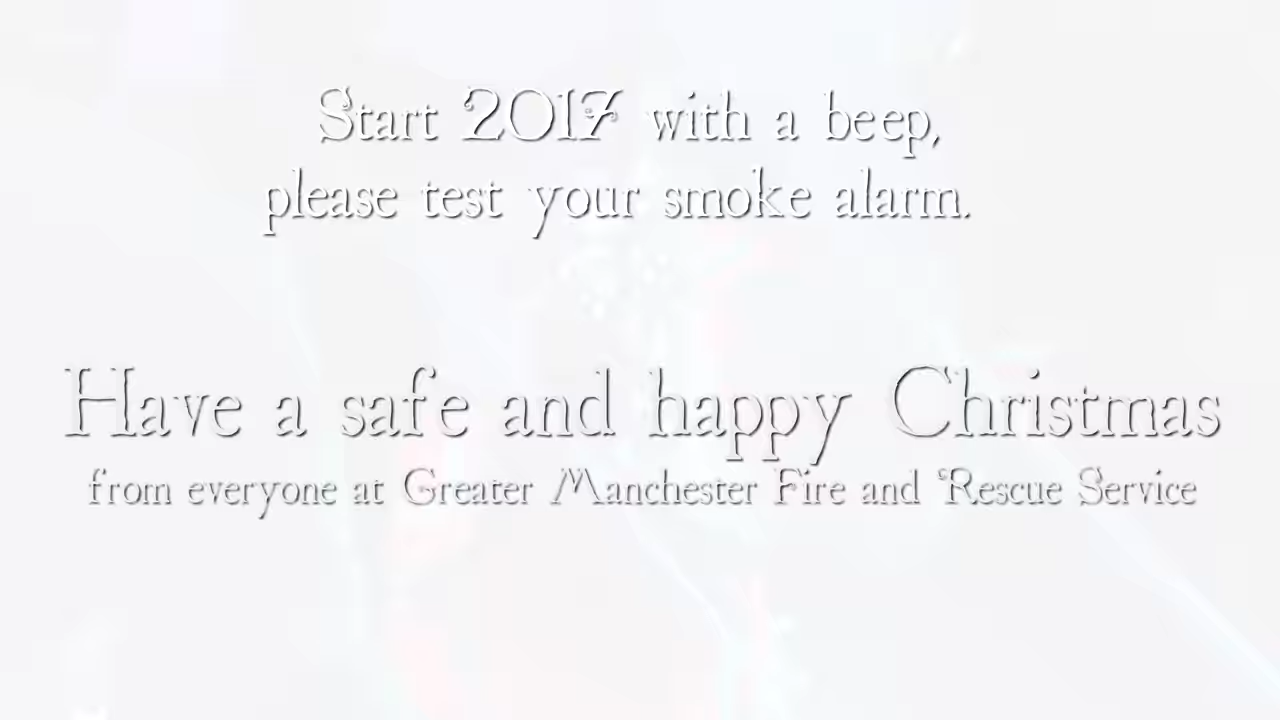 Start 2017 with a beep,
please test your smoke alarm.
Have a safe and happy Christmas
from everyone at Greater Manchester Fire and Rescue Service